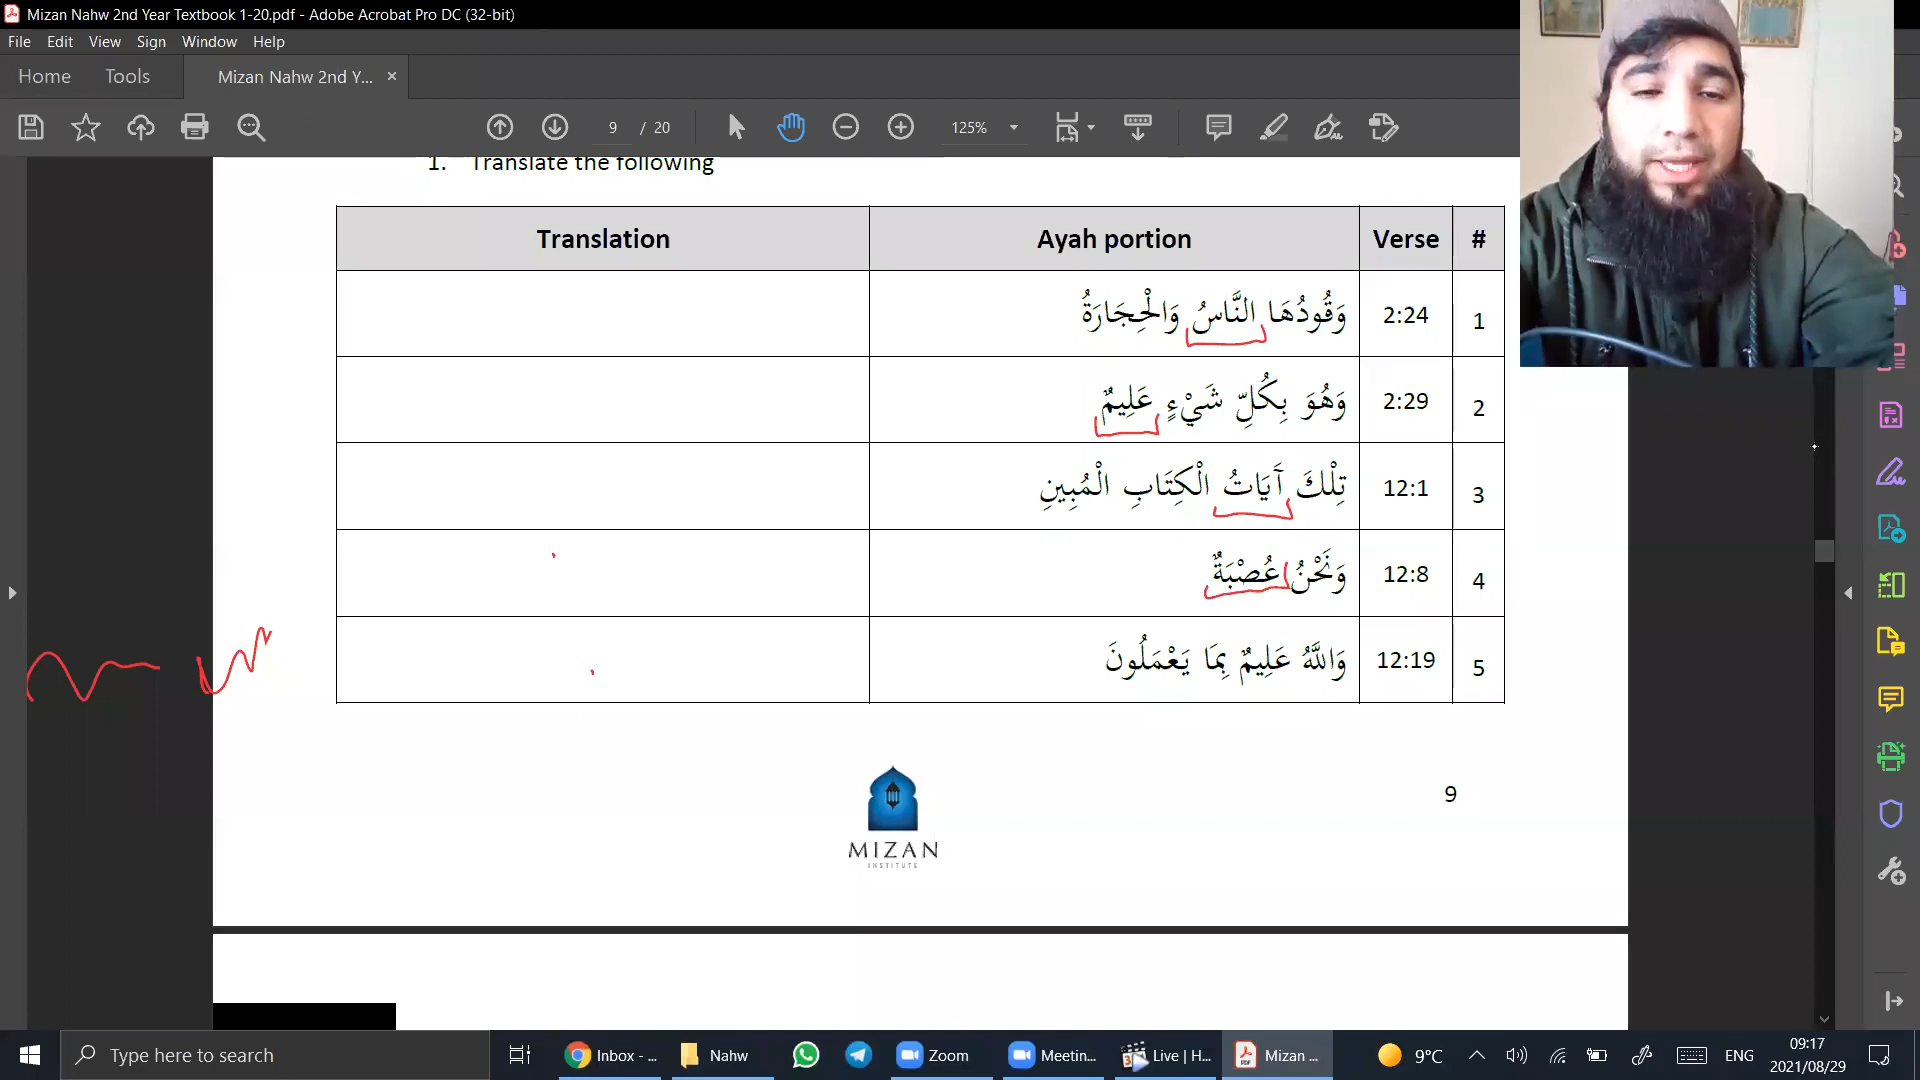 Mizan Nahw 2nd Year Textbook 1-20.pdf - Adobe Acrobat Pro DC (32-bit)
File Edit View Sign Window Help
Home Tools Mizan Nahw 2nd Y... ×
9 / 20 125%
1. Translate the following
Translation Ayah portion Verse #
وَقُودُهَا النَّاسُ وَالْحِجَارَةُ 2:24 1
وَهُوَ بِكُلِّ شَيْءٍ عَلِيمٌ 2:29 2
تِلْكَ آَيَاتُ الْكِتَابِ الْمُبِينِ 12:1 3
وَنَحْنُ عُصْبَةٌ 12:8 4
وَاللَّهُ عَلِيمٌ بِمَا يَعْمَلُونَ 12:19 5
MIZAN
INSTITUTE
9
Type here to search Inbox - ... Nahw Zoom Meetin... Live | H... Mizan ... 9°C ENG 09:17
2021/08/29